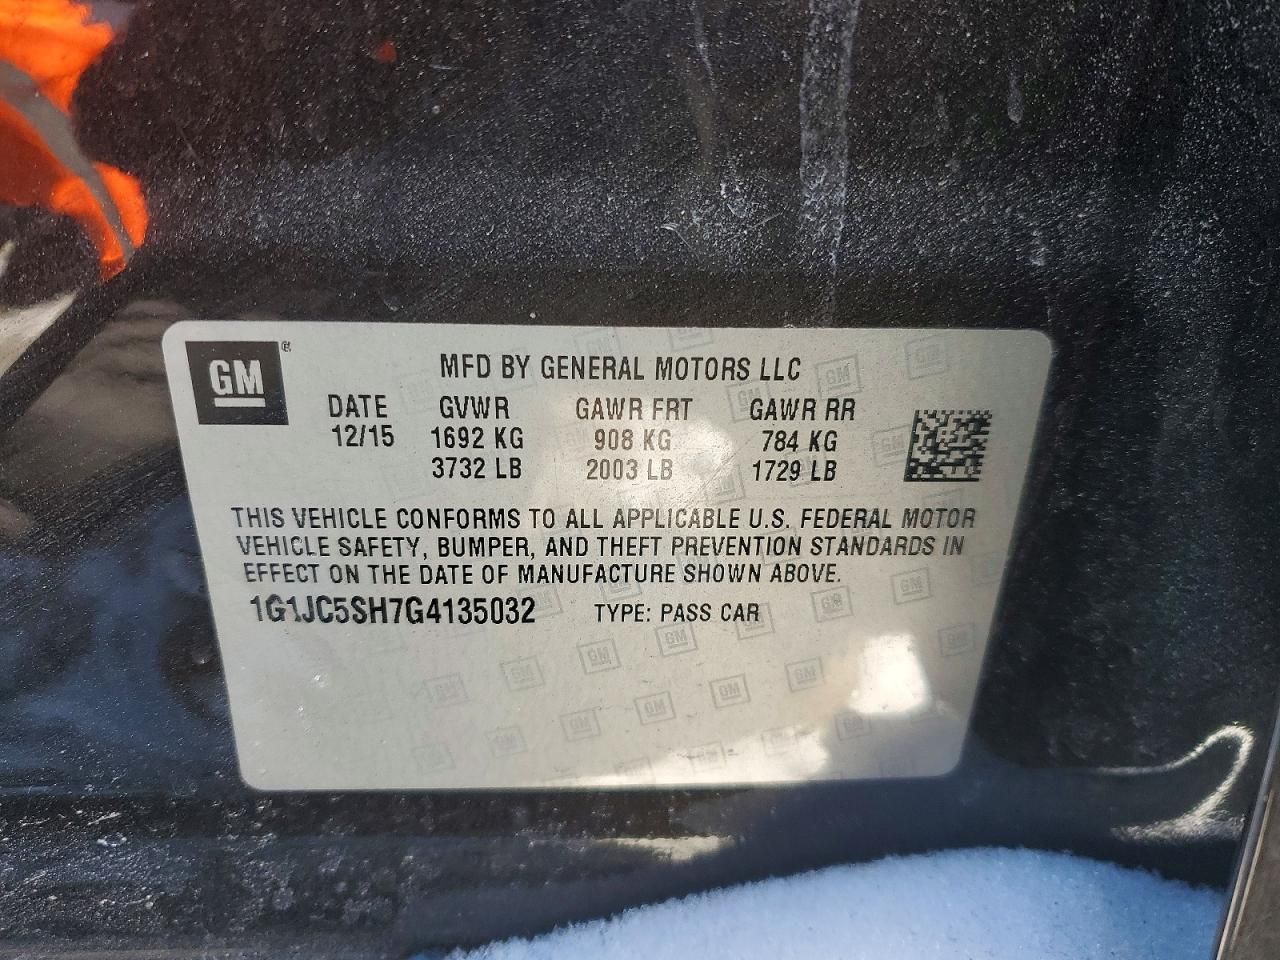 GM ®
MFD BY GENERAL MOTORS LLC
DATE GVWR GAWR FRT GAWR RR
12/15 1692 KG 908 KG 784 KG
3732 LB 2003 LB 1729 LB
THIS VEHICLE CONFORMS TO ALL APPLICABLE U.S. FEDERAL MOTOR
VEHICLE SAFETY, BUMPER, AND THEFT PREVENTION STANDARDS IN
EFFECT ON THE DATE OF MANUFACTURE SHOWN ABOVE.
1G1JC5SH7G4135032 TYPE: PASS CAR